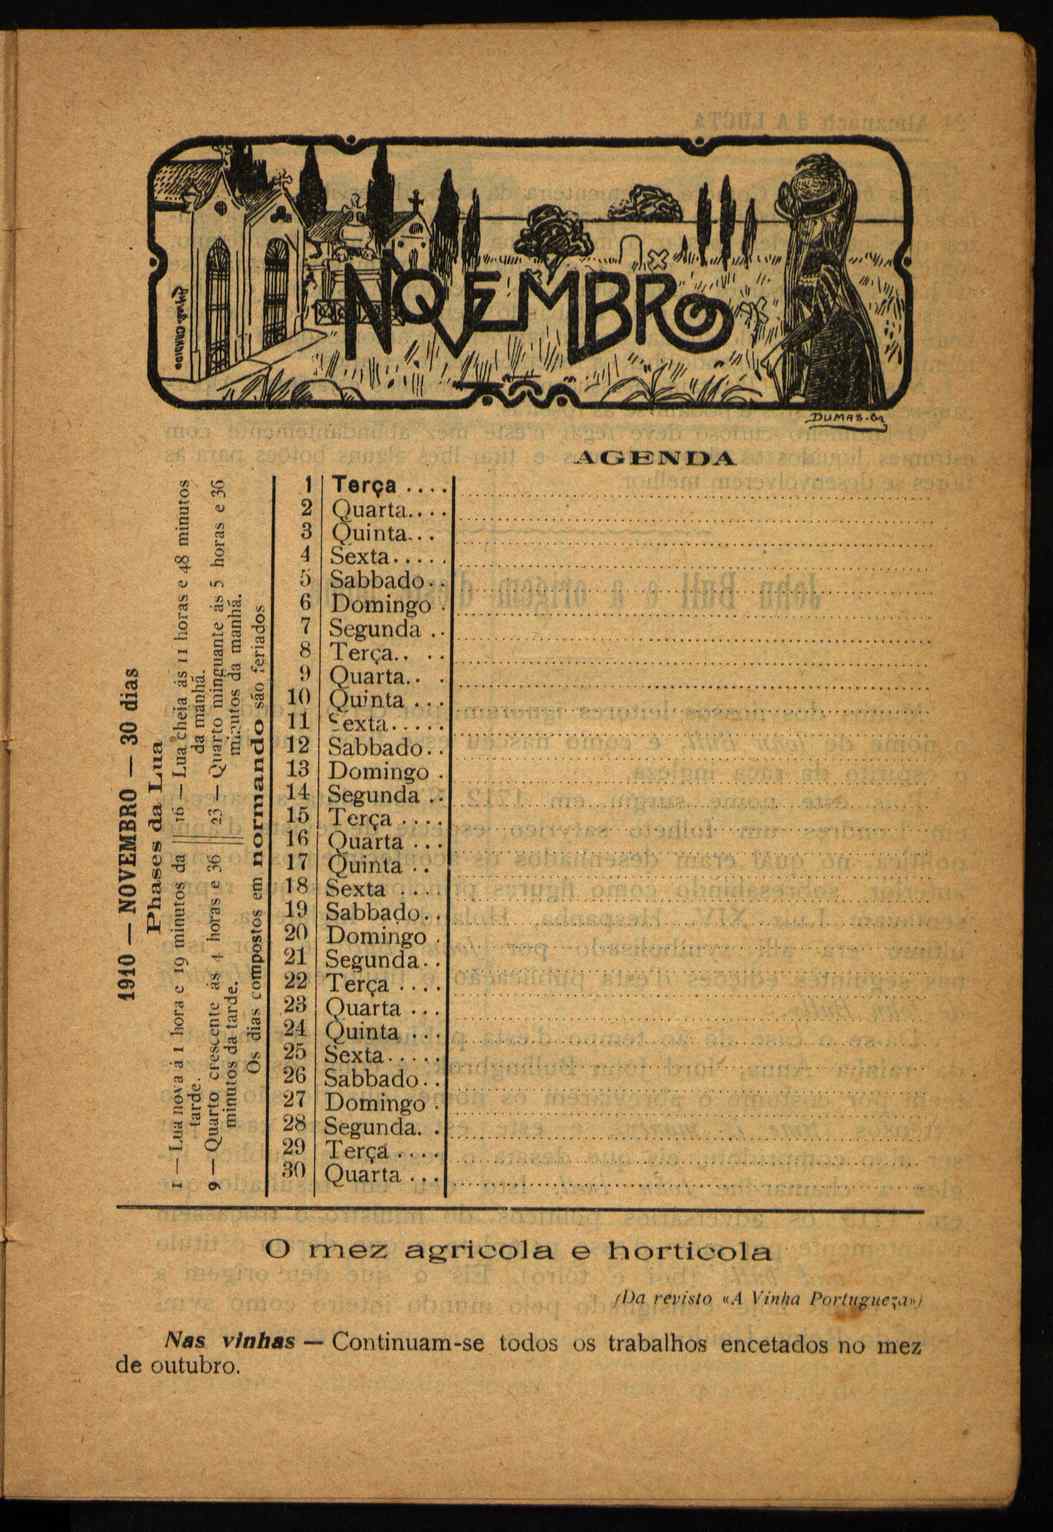 NOVEMBRO
DUMAS.
AGENDA
1910 — NOVEMBRO — 30 dias
Phases da Lua
1 — Lua nova á 1 hora e 19 minutos da
tarde.
9 — Quarto crescente ás 4 horas e 36
minutos da tarde.
16 — Lua cheia ás 11 horas e 48 minutos
da manhã.
23 — Quarto minguante ás 5 horas e 36
minutos da manhã.
Os dias compostos em normando são feriados
1 Terça ....
2 Quarta....
3 Quinta...
4 Sexta.....
5 Sabbado..
6 Domingo .
7 Segunda ..
8 Terça.. ..
9 Quarta.. .
10 Quinta ...
11 Sexta.....
12 Sabbado..
13 Domingo .
14 Segunda ..
15 Terça ....
16 Quarta ...
17 Quinta ..
18 Sexta ....
19 Sabbado..
20 Domingo .
21 Segunda..
22 Terça ....
23 Quarta ...
24 Quinta ...
25 Sexta.....
26 Sabbado..
27 Domingo .
28 Segunda. .
29 Terça ....
30 Quarta ...
O mez agricola e horticola
(Da revisto «A Vinha Portugueza»)
Nas vinhas — Continuam-se todos os trabalhos encetados no mez
de outubro.